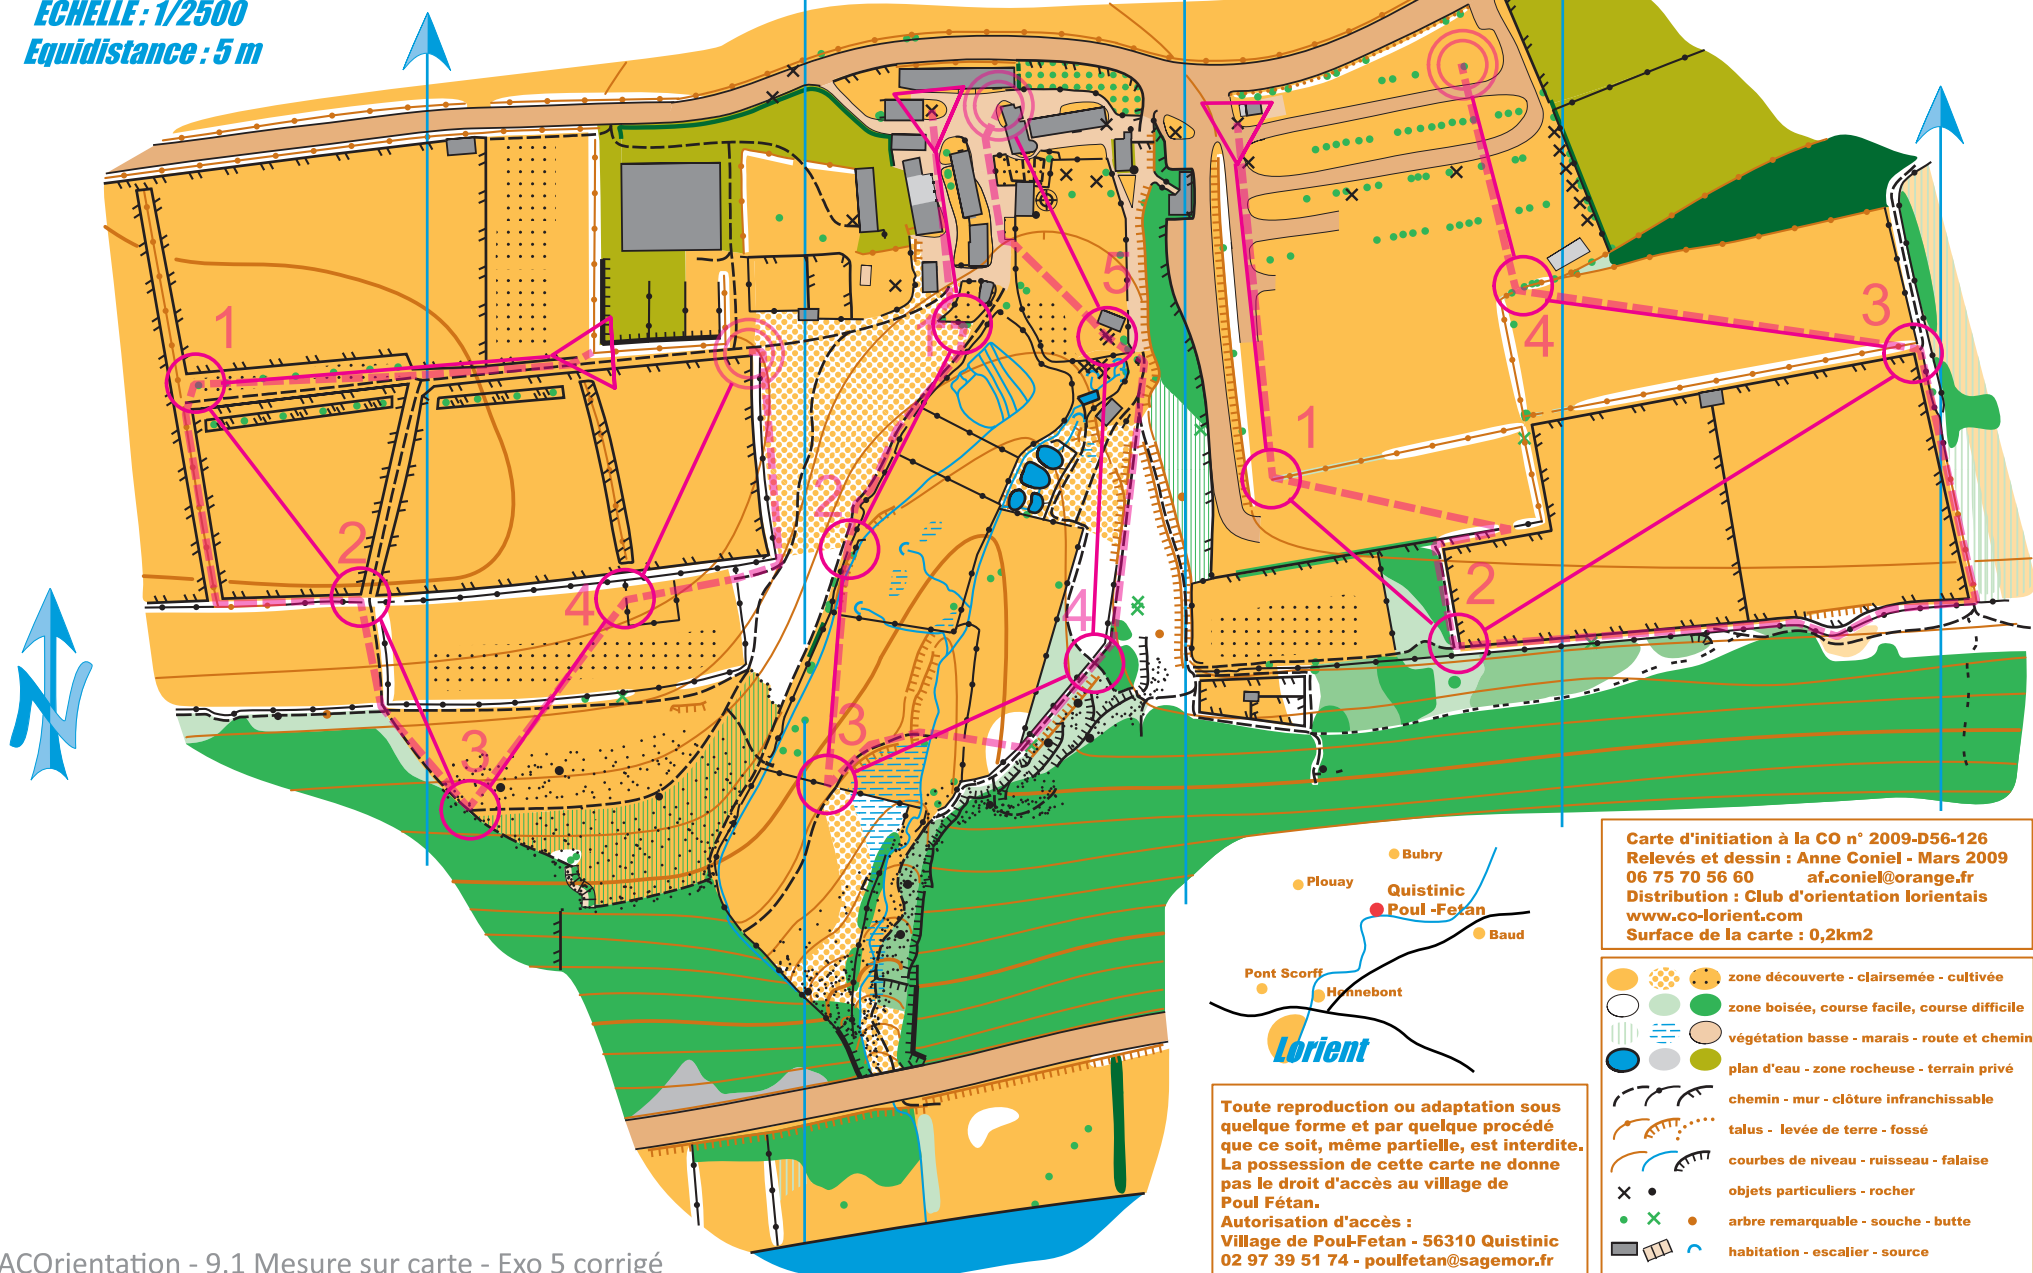 ECHELLE : 1/2500
Equidistance : 5 m
1
2
3
4
1
2
3
4
5
1
2
3
4
N
Bubry
Plouay
Quistinic
Poul -Fetan
Baud
Pont Scorff
Hennebont
Lorient
Carte d'initiation à la CO n° 2009-D56-126
Relevés et dessin : Anne Coniel - Mars 2009
06 75 70 56 60 af.coniel@orange.fr
Distribution : Club d'orientation lorientais
www.co-lorient.com
Surface de la carte : 0,2km2
zone découverte - clairsemée - cultivée
zone boisée, course facile, course difficile
végétation basse - marais - route et chemin
plan d'eau - zone rocheuse - terrain privé
chemin - mur - clôture infranchissable
talus - levée de terre - fossé
courbes de niveau - ruisseau - falaise
objets particuliers - rocher
arbre remarquable - souche - butte
habitation - escalier - source
Toute reproduction ou adaptation sous
quelque forme et par quelque procédé
que ce soit, même partielle, est interdite.
La possession de cette carte ne donne
pas le droit d'accès au village de
Poul Fétan.
Autorisation d'accès :
Village de Poul-Fetan - 56310 Quistinic
02 97 39 51 74 - poulfetan@sagemor.fr
ACOrientation - 9.1 Mesure sur carte - Exo 5 corrigé